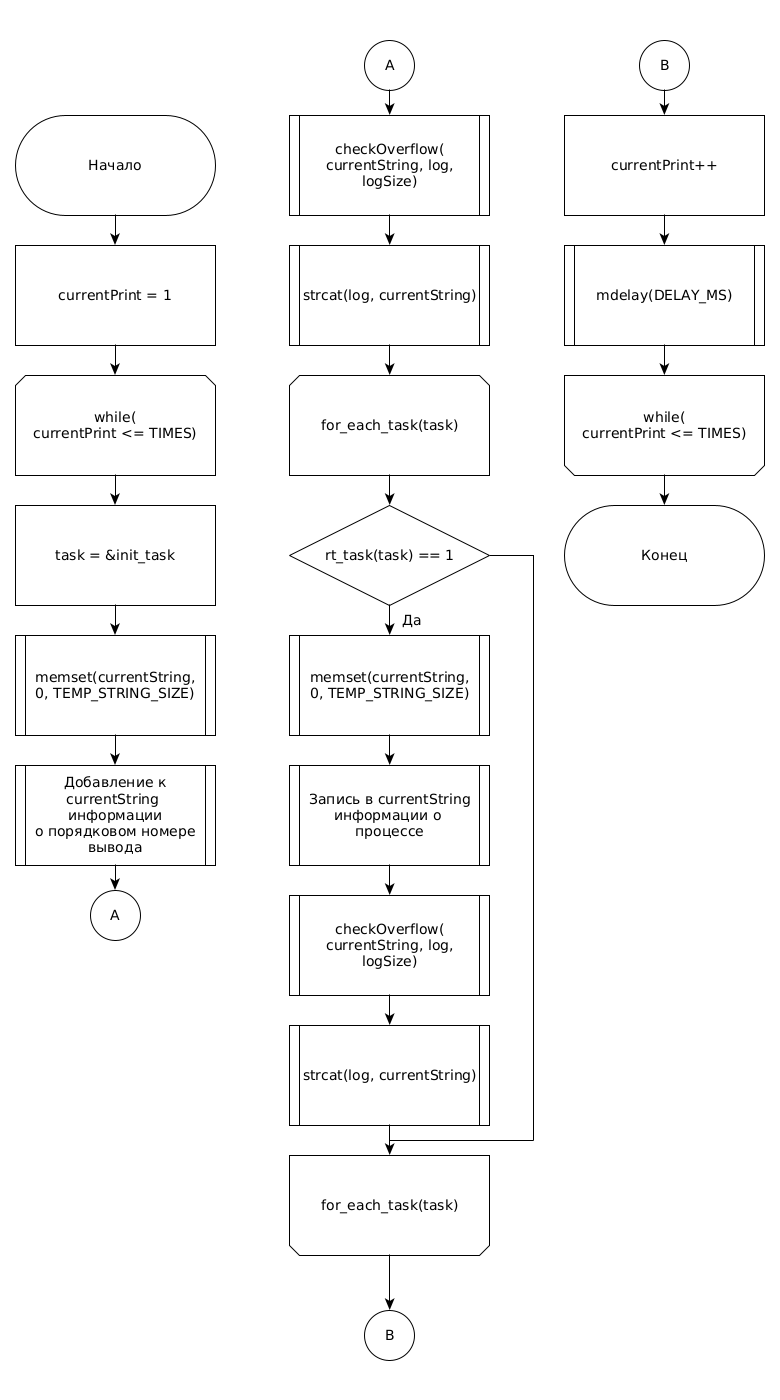 Начало
currentPrint = 1
while(
currentPrint <= TIMES)
task = &init_task
memset(currentString,
0, TEMP_STRING_SIZE)
Добавление к
currentString
информации
о порядковом номере
вывода
A
A
checkOverflow(
currentString, log,
logSize)
strcat(log, currentString)
for_each_task(task)
rt_task(task) == 1
Да
memset(currentString,
0, TEMP_STRING_SIZE)
Запись в currentString
информации о
процессе
checkOverflow(
currentString, log,
logSize)
strcat(log, currentString)
for_each_task(task)
B
B
currentPrint++
mdelay(DELAY_MS)
while(
currentPrint <= TIMES)
Конец